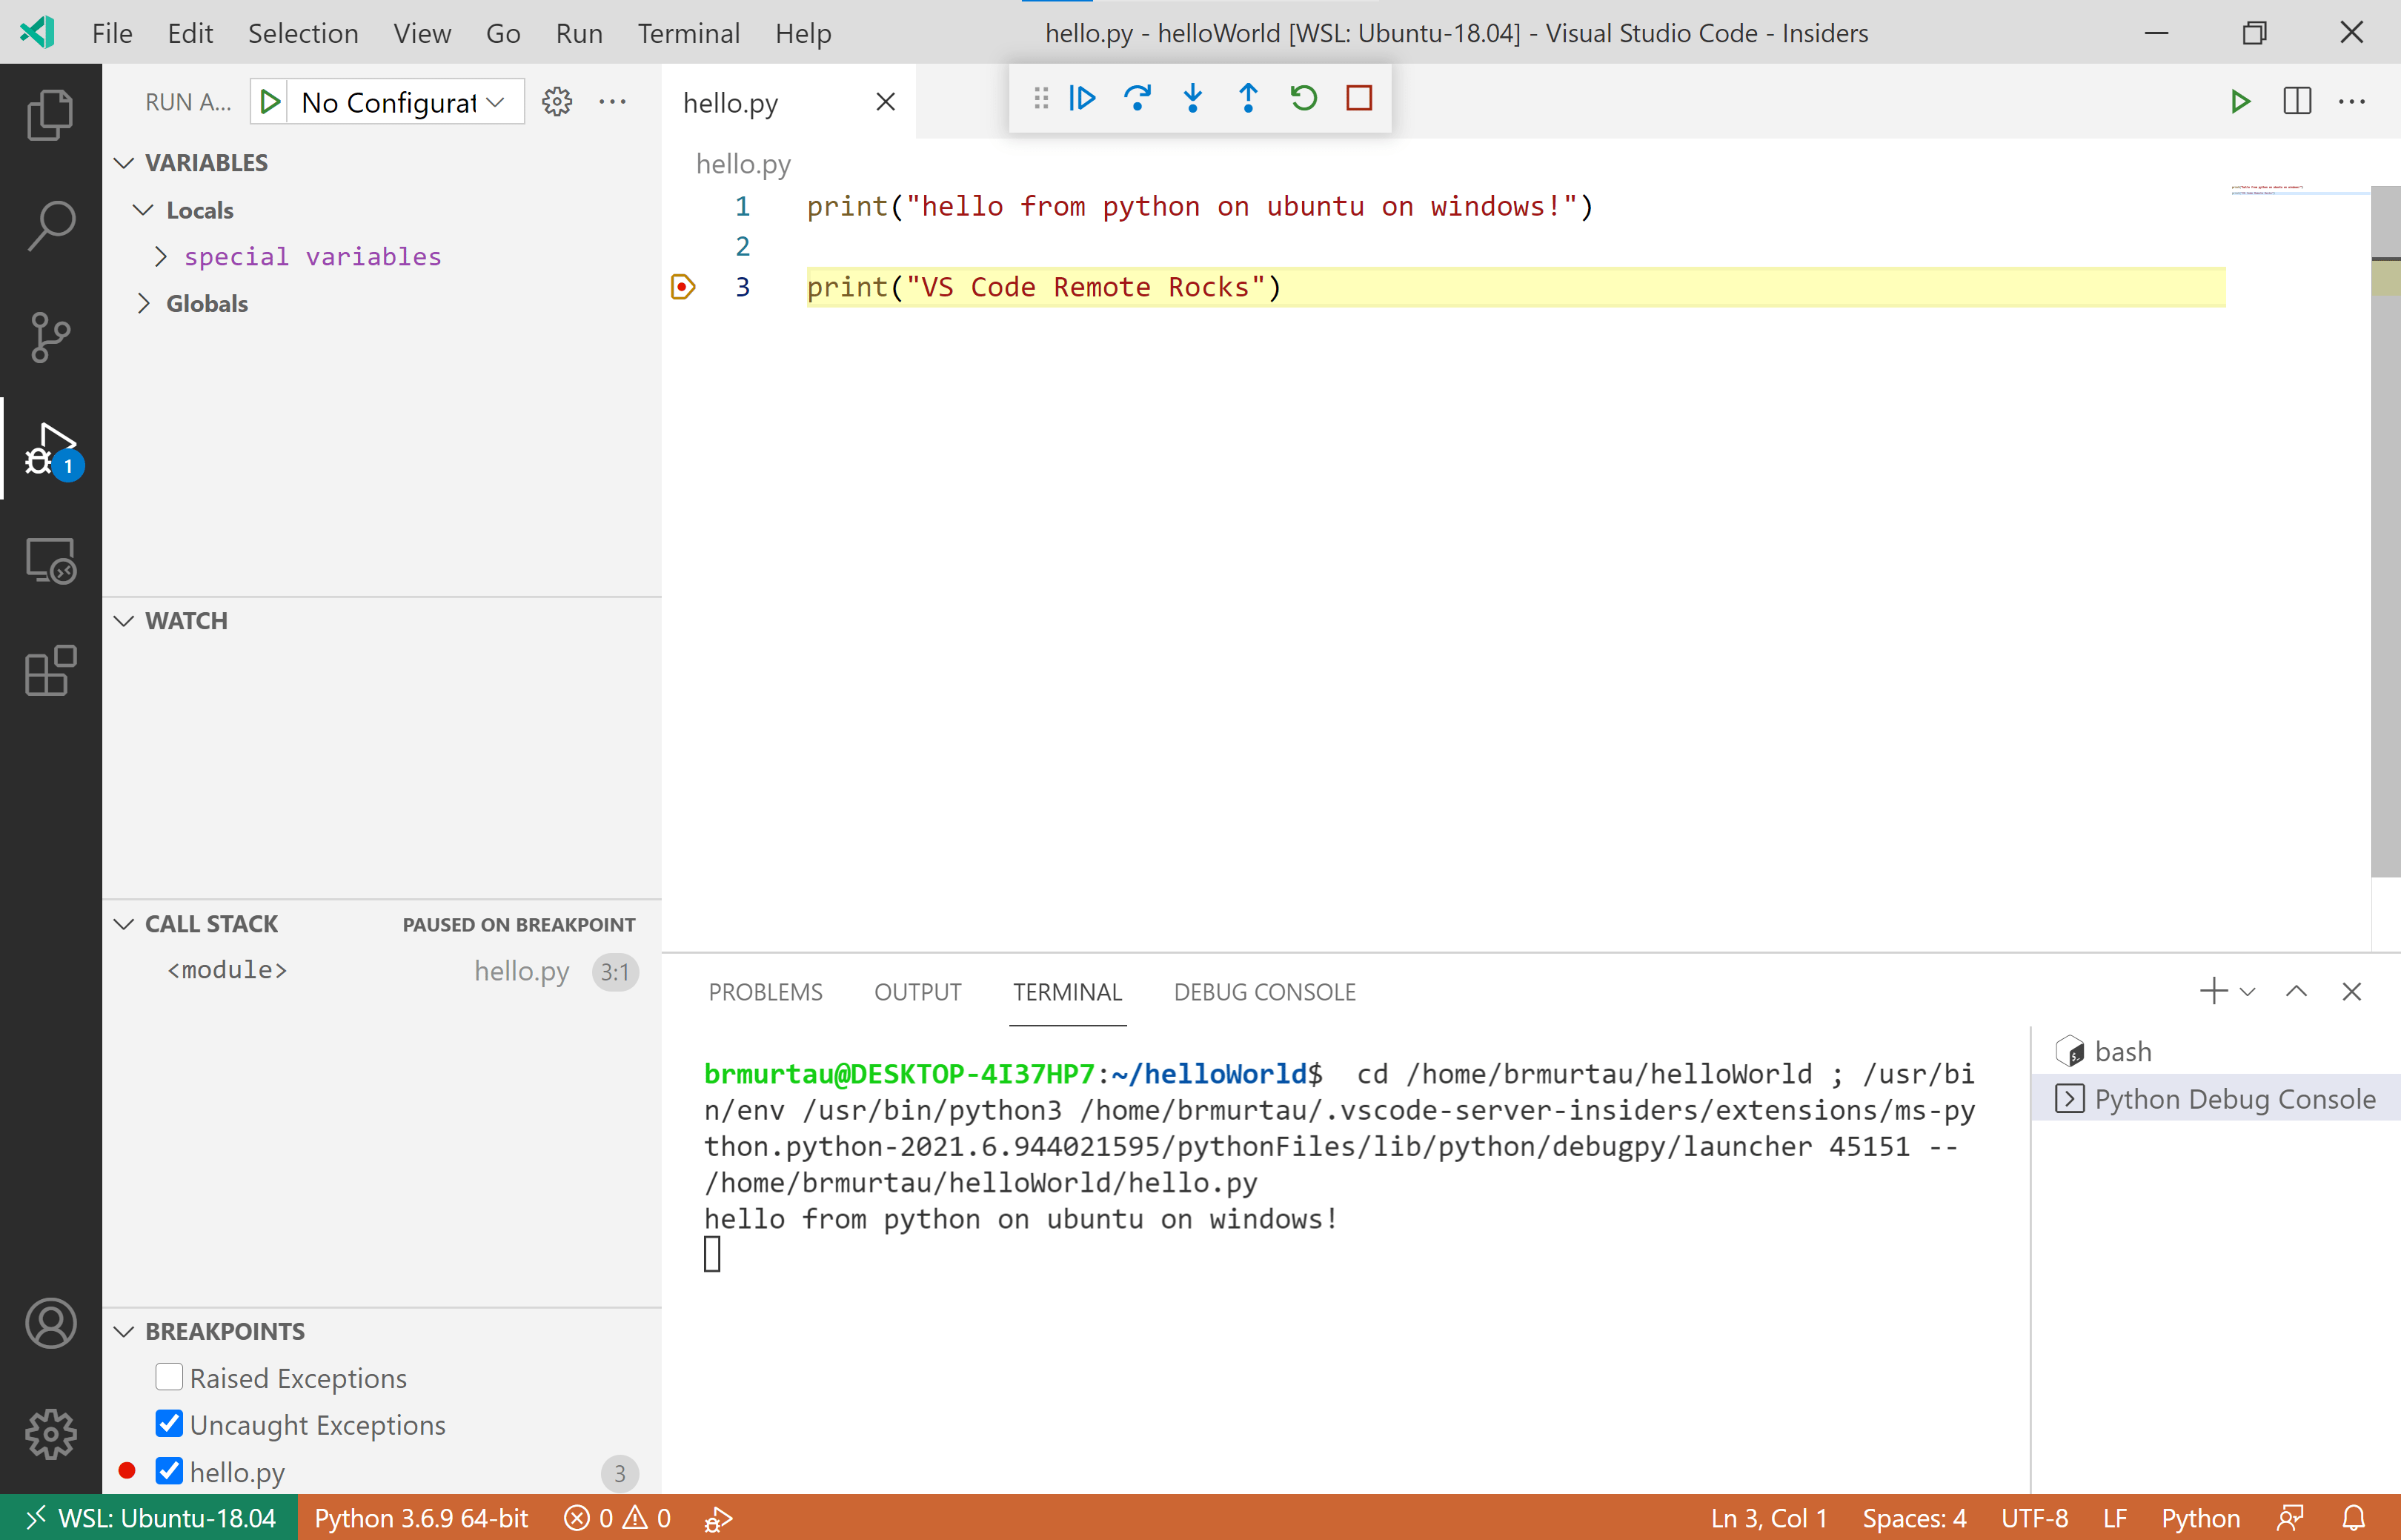 File Edit Selection View Go Run Terminal Help
hello.py - helloWorld [WSL: Ubuntu-18.04] - Visual Studio Code - Insiders
RUN A...
No Configurat
VARIABLES
Locals
special variables
Globals
WATCH
CALL STACK
PAUSED ON BREAKPOINT
<module>
hello.py
3:1
BREAKPOINTS
Raised Exceptions
Uncaught Exceptions
hello.py
3
1
hello.py
hello.py
1 print("hello from python on ubuntu on windows!")
2
3 print("VS Code Remote Rocks")
PROBLEMS OUTPUT TERMINAL DEBUG CONSOLE
brmurtau@DESKTOP-4I37HP7:~/helloWorld$  cd /home/brmurtau/helloWorld ; /usr/bi
n/env /usr/bin/python3 /home/brmurtau/.vscode-server-insiders/extensions/ms-py
thon.python-2021.6.944021595/pythonFiles/lib/python/debugpy/launcher 45151 --
/home/brmurtau/helloWorld/hello.py
hello from python on ubuntu on windows!
bash
Python Debug Console
WSL: Ubuntu-18.04 Python 3.6.9 64-bit 0 0 Ln 3, Col 1 Spaces: 4 UTF-8 LF Python